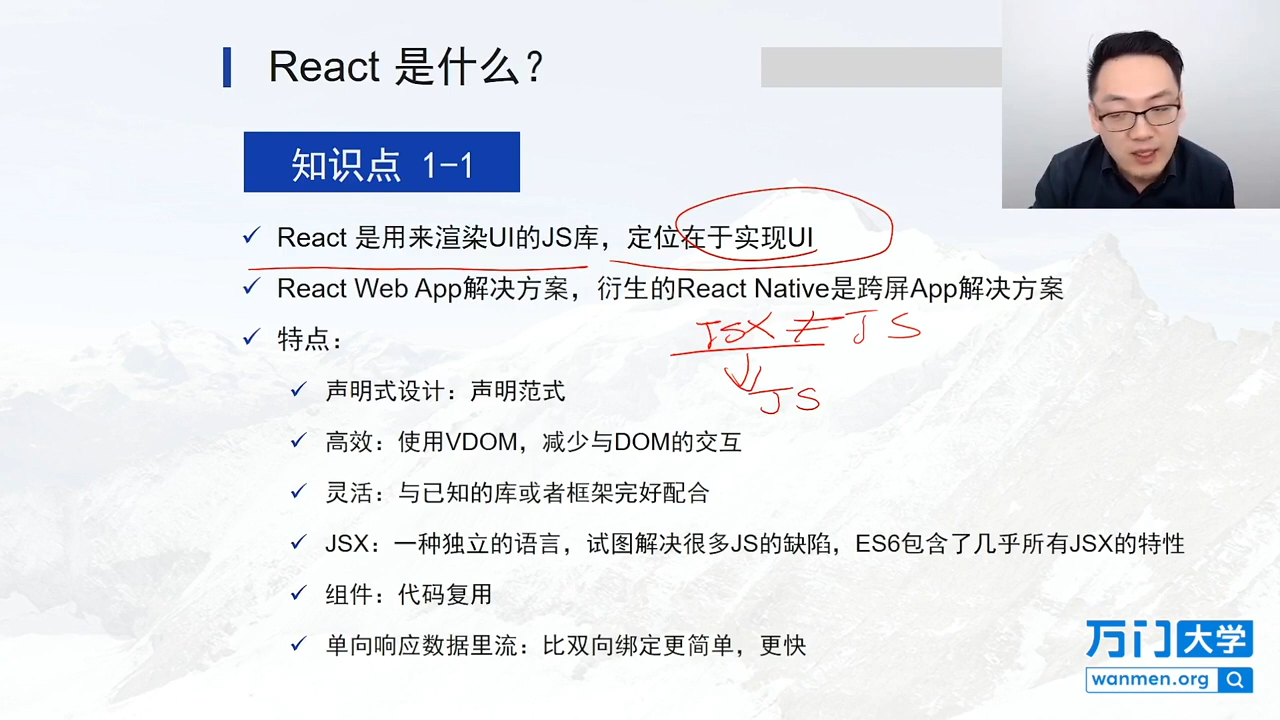 React 是什么?
知识点 1-1
React 是用来渲染UI的JS库，定位在于实现UI
React Web App解决方案，衍生的React Native是跨屏App解决方案
特点：
JSX ≠ JS
JS
声明式设计：声明范式
高效：使用VDOM，减少与DOM的交互
灵活：与已知的库或者框架完好配合
JSX：一种独立的语言，试图解决很多JS的缺陷，ES6包含了几乎所有JSX的特性
组件：代码复用
单向响应数据里流：比双向绑定更简单，更快
万门大学
wanmen.org